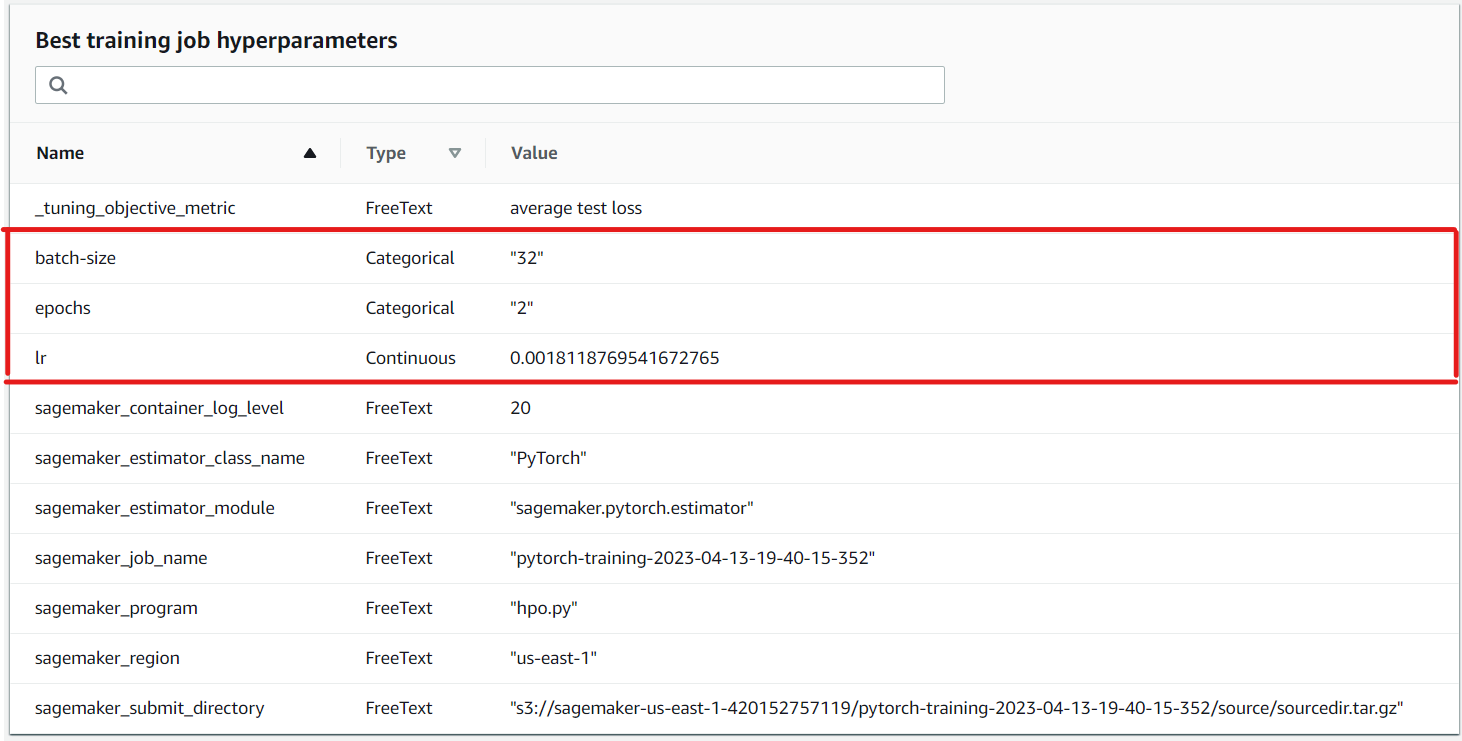 Best training job hyperparameters
Name Type Value
_tuning_objective_metric FreeText average test loss
batch-size Categorical "32"
epochs Categorical "2"
lr Continuous 0.0018118769541672765
sagemaker_container_log_level FreeText 20
sagemaker_estimator_class_name FreeText "PyTorch"
sagemaker_estimator_module FreeText "sagemaker.pytorch.estimator"
sagemaker_job_name FreeText "pytorch-training-2023-04-13-19-40-15-352"
sagemaker_program FreeText "hpo.py"
sagemaker_region FreeText "us-east-1"
sagemaker_submit_directory FreeText "s3://sagemaker-us-east-1-420152757119/pytorch-training-2023-04-13-19-40-15-352/source/sourcedir.tar.gz"